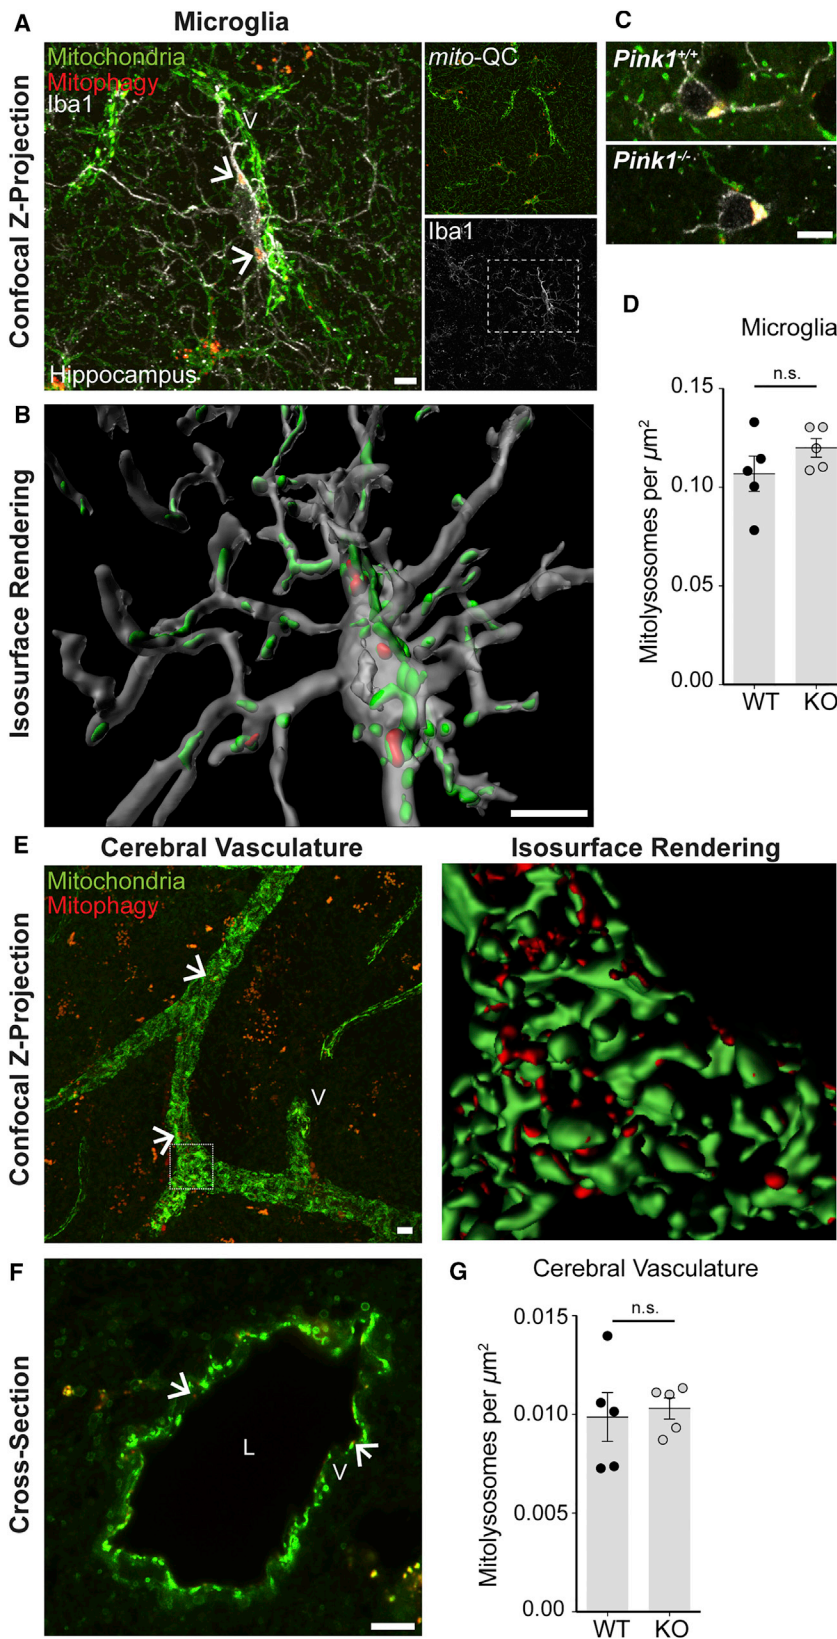 A
Microglia
Confocal Z-Projection
Mitochondria
Mitophagy
Iba1
V
Hippocampus
mito-QC
Iba1
C
Pink1+/+
Pink1-/-
D
Microglia
n.s.
Mitolysosomes per µm2
0.15
0.10
0.05
0.00
WT
KO
B
Isosurface Rendering
E
Cerebral Vasculature
Isosurface Rendering
Confocal Z-Projection
Mitochondria
Mitophagy
V
F
Cross-Section
L
V
G
Cerebral Vasculature
n.s.
Mitolysosomes per µm2
0.015
0.010
0.005
0.00
WT
KO